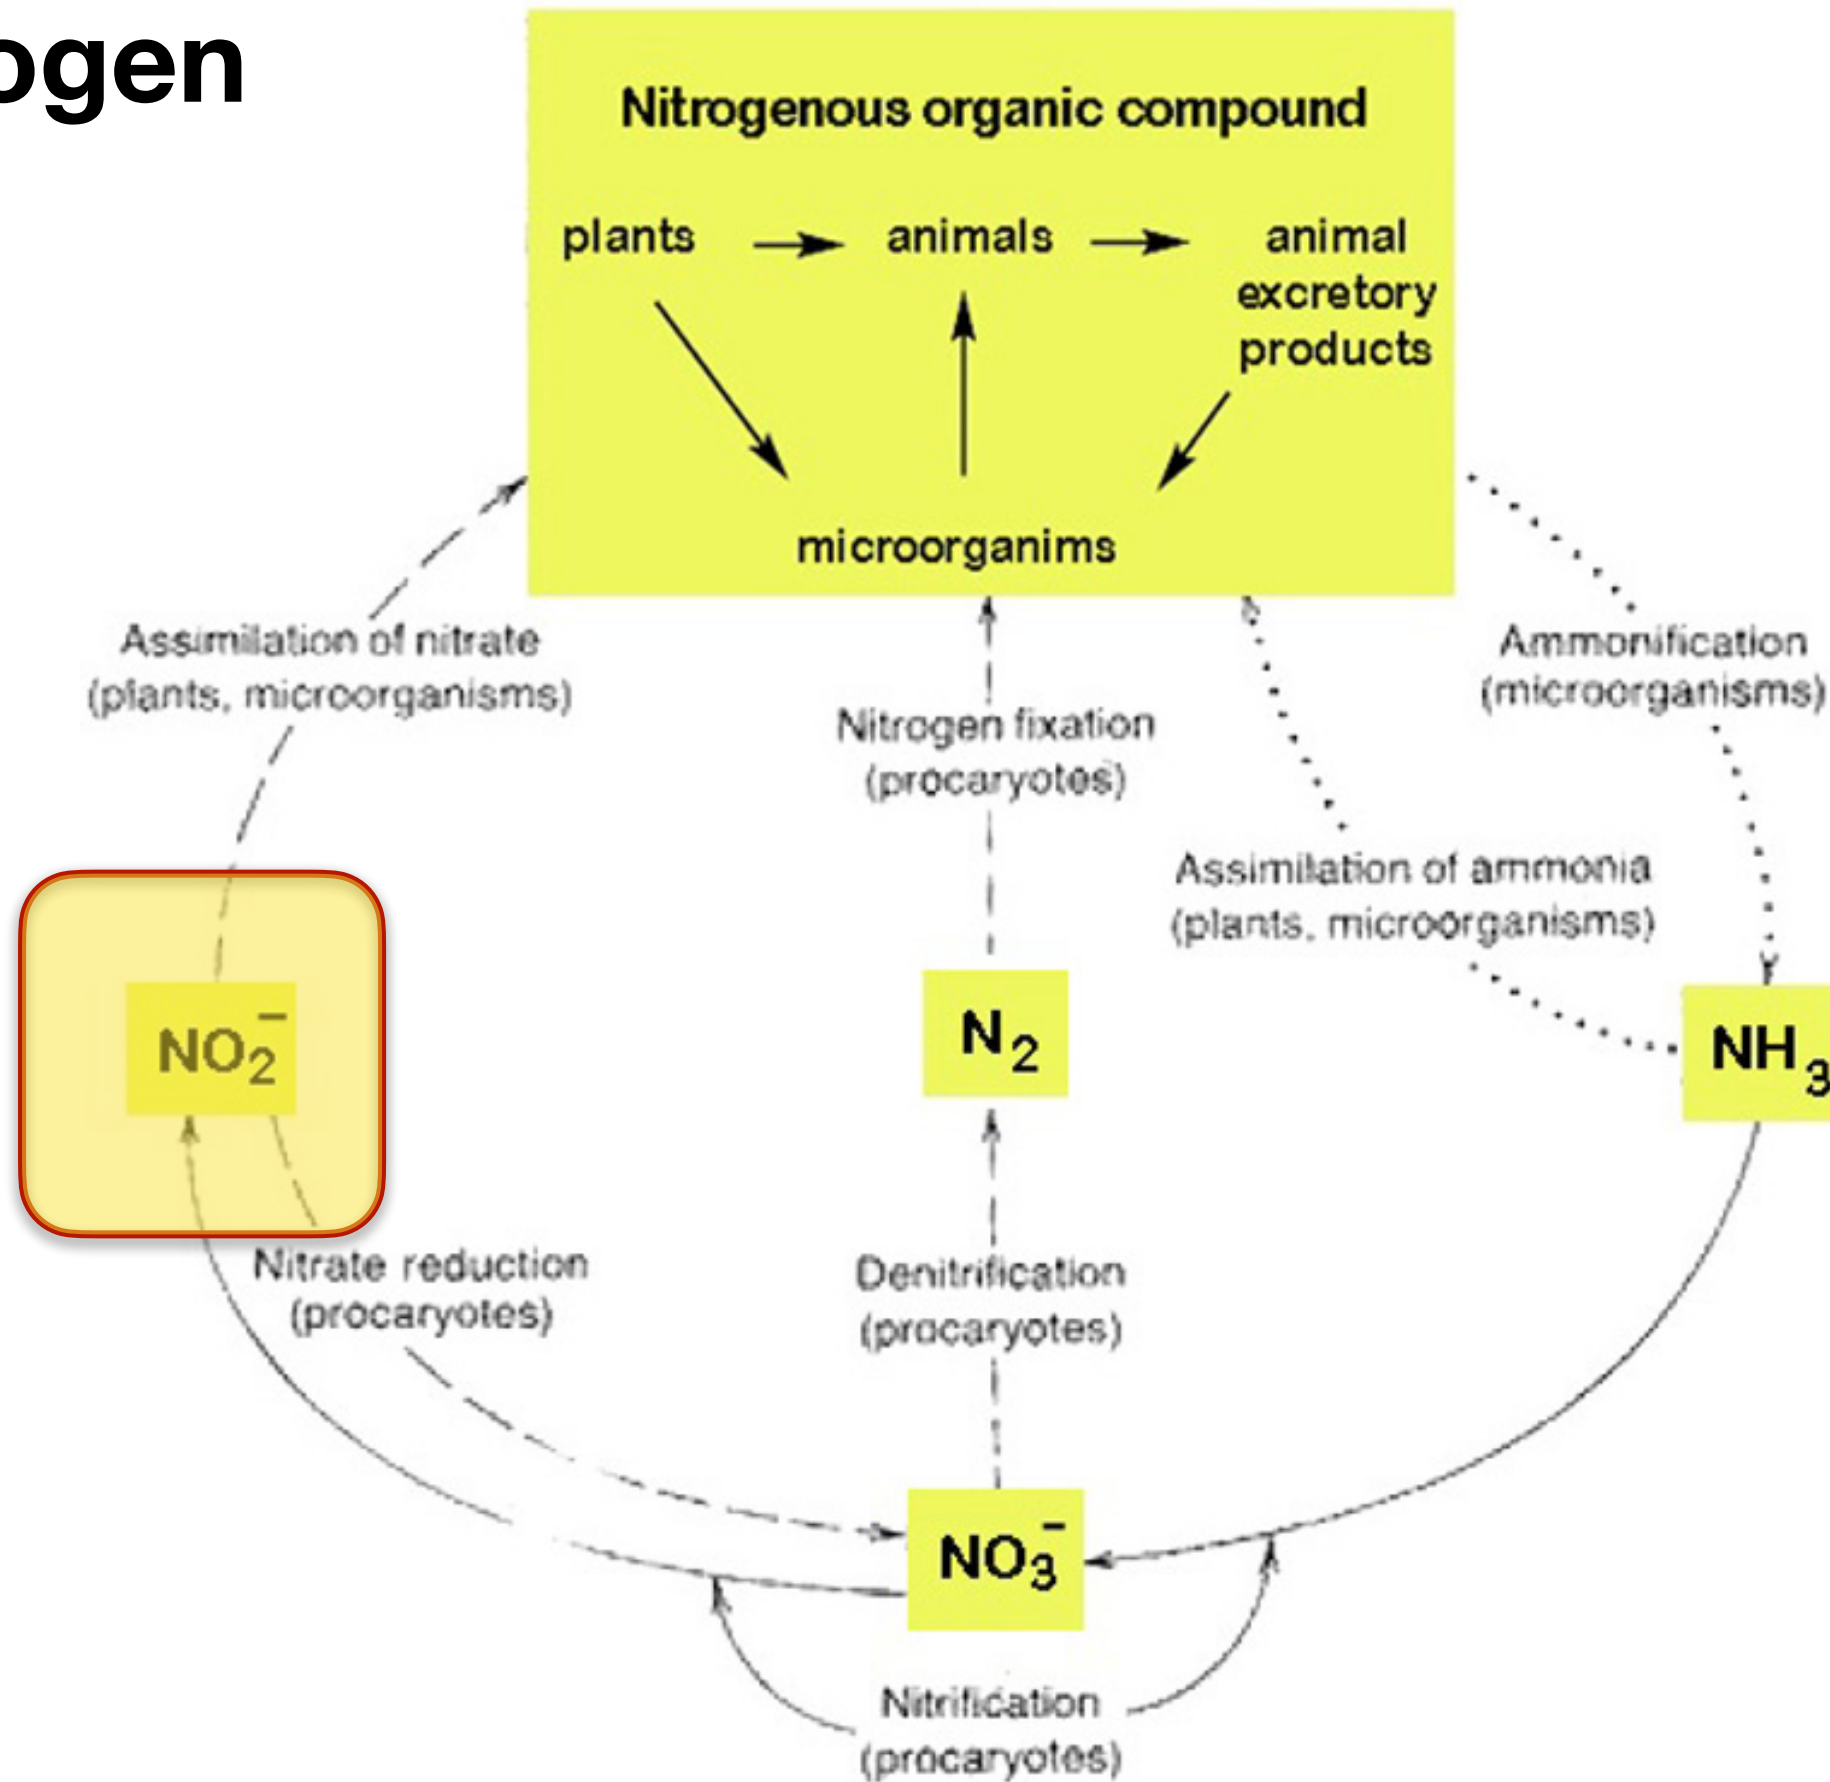 ogen
Nitrogenous organic compound
plants animals animal
excretory
products
microorganims
Assimilation of nitrate
(plants, microorganisms)
Ammonification
(microorganisms)
Nitrogen fixation
(procaryotes)
Assimilation of ammonia
(plants, microorganisms)
NO2−
N2
NH3
Nitrate reduction
(procaryotes)
Denitrification
(procaryotes)
NO3−
Nitrification
(procaryotes)